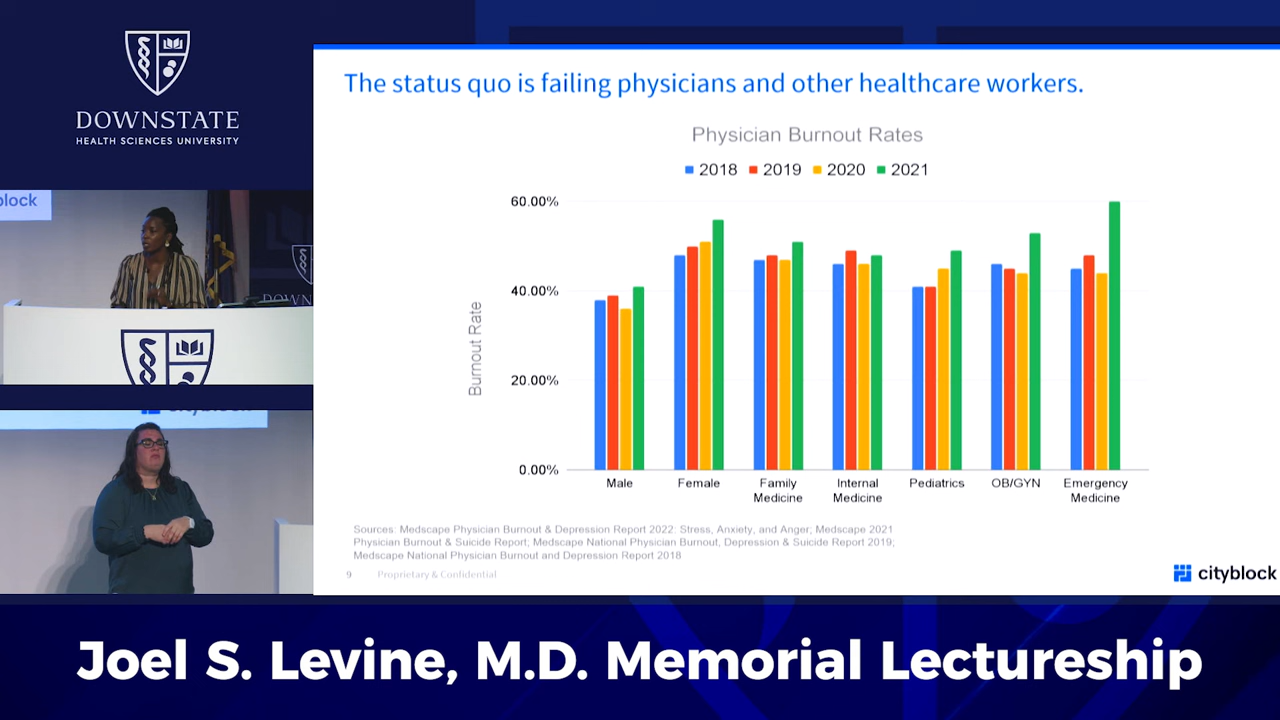 DOWNSTATE
HEALTH SCIENCES UNIVERSITY
block
DOWN
cityblock
The status quo is failing physicians and other healthcare workers.
Physician Burnout Rates
2018 2019 2020 2021
60.00%
40.00%
20.00%
0.00%
Burnout Rate
Male Female Family Medicine Internal Medicine Pediatrics OB/GYN Emergency Medicine
Sources: Medscape Physician Burnout & Depression Report 2022: Stress, Anxiety, and Anger; Medscape 2021
Physician Burnout & Suicide Report; Medscape National Physician Burnout, Depression & Suicide Report 2019;
Medscape National Physician Burnout and Depression Report 2018
9 Proprietary & Confidential
cityblock
Joel S. Levine, M.D. Memorial Lectureship